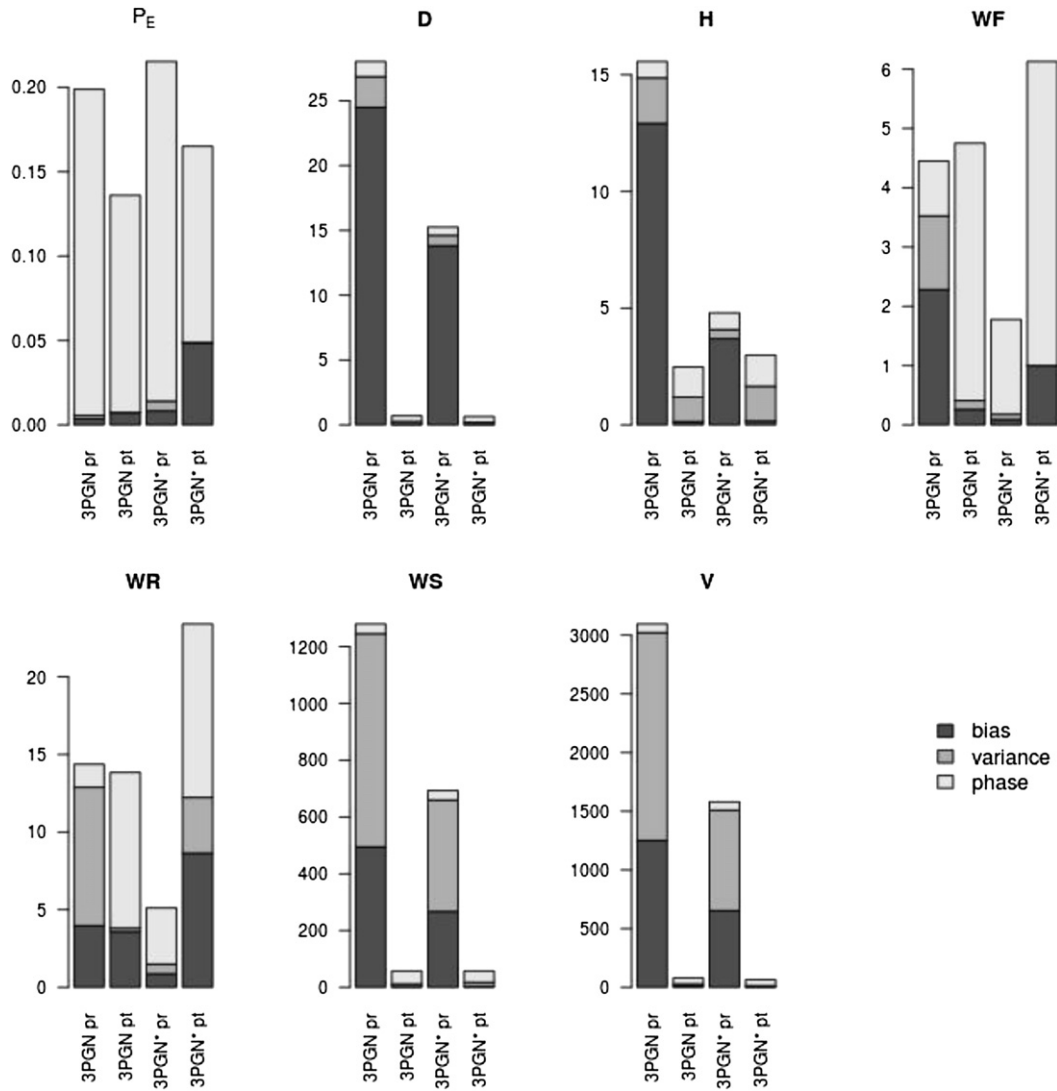 P_E
0.20
0.15
0.10
0.05
0.00
3PGN pr
3PGN pt
3PGN* pr
3PGN* pt
D
25
20
15
10
5
0
3PGN pr
3PGN pt
3PGN* pr
3PGN* pt
H
15
10
5
0
3PGN pr
3PGN pt
3PGN* pr
3PGN* pt
WF
6
5
4
3
2
1
0
3PGN pr
3PGN pt
3PGN* pr
3PGN* pt
WR
20
15
10
5
0
3PGN pr
3PGN pt
3PGN* pr
3PGN* pt
WS
1200
1000
800
600
400
200
0
3PGN pr
3PGN pt
3PGN* pr
3PGN* pt
V
3000
2500
2000
1500
1000
500
0
3PGN pr
3PGN pt
3PGN* pr
3PGN* pt
bias
variance
phase